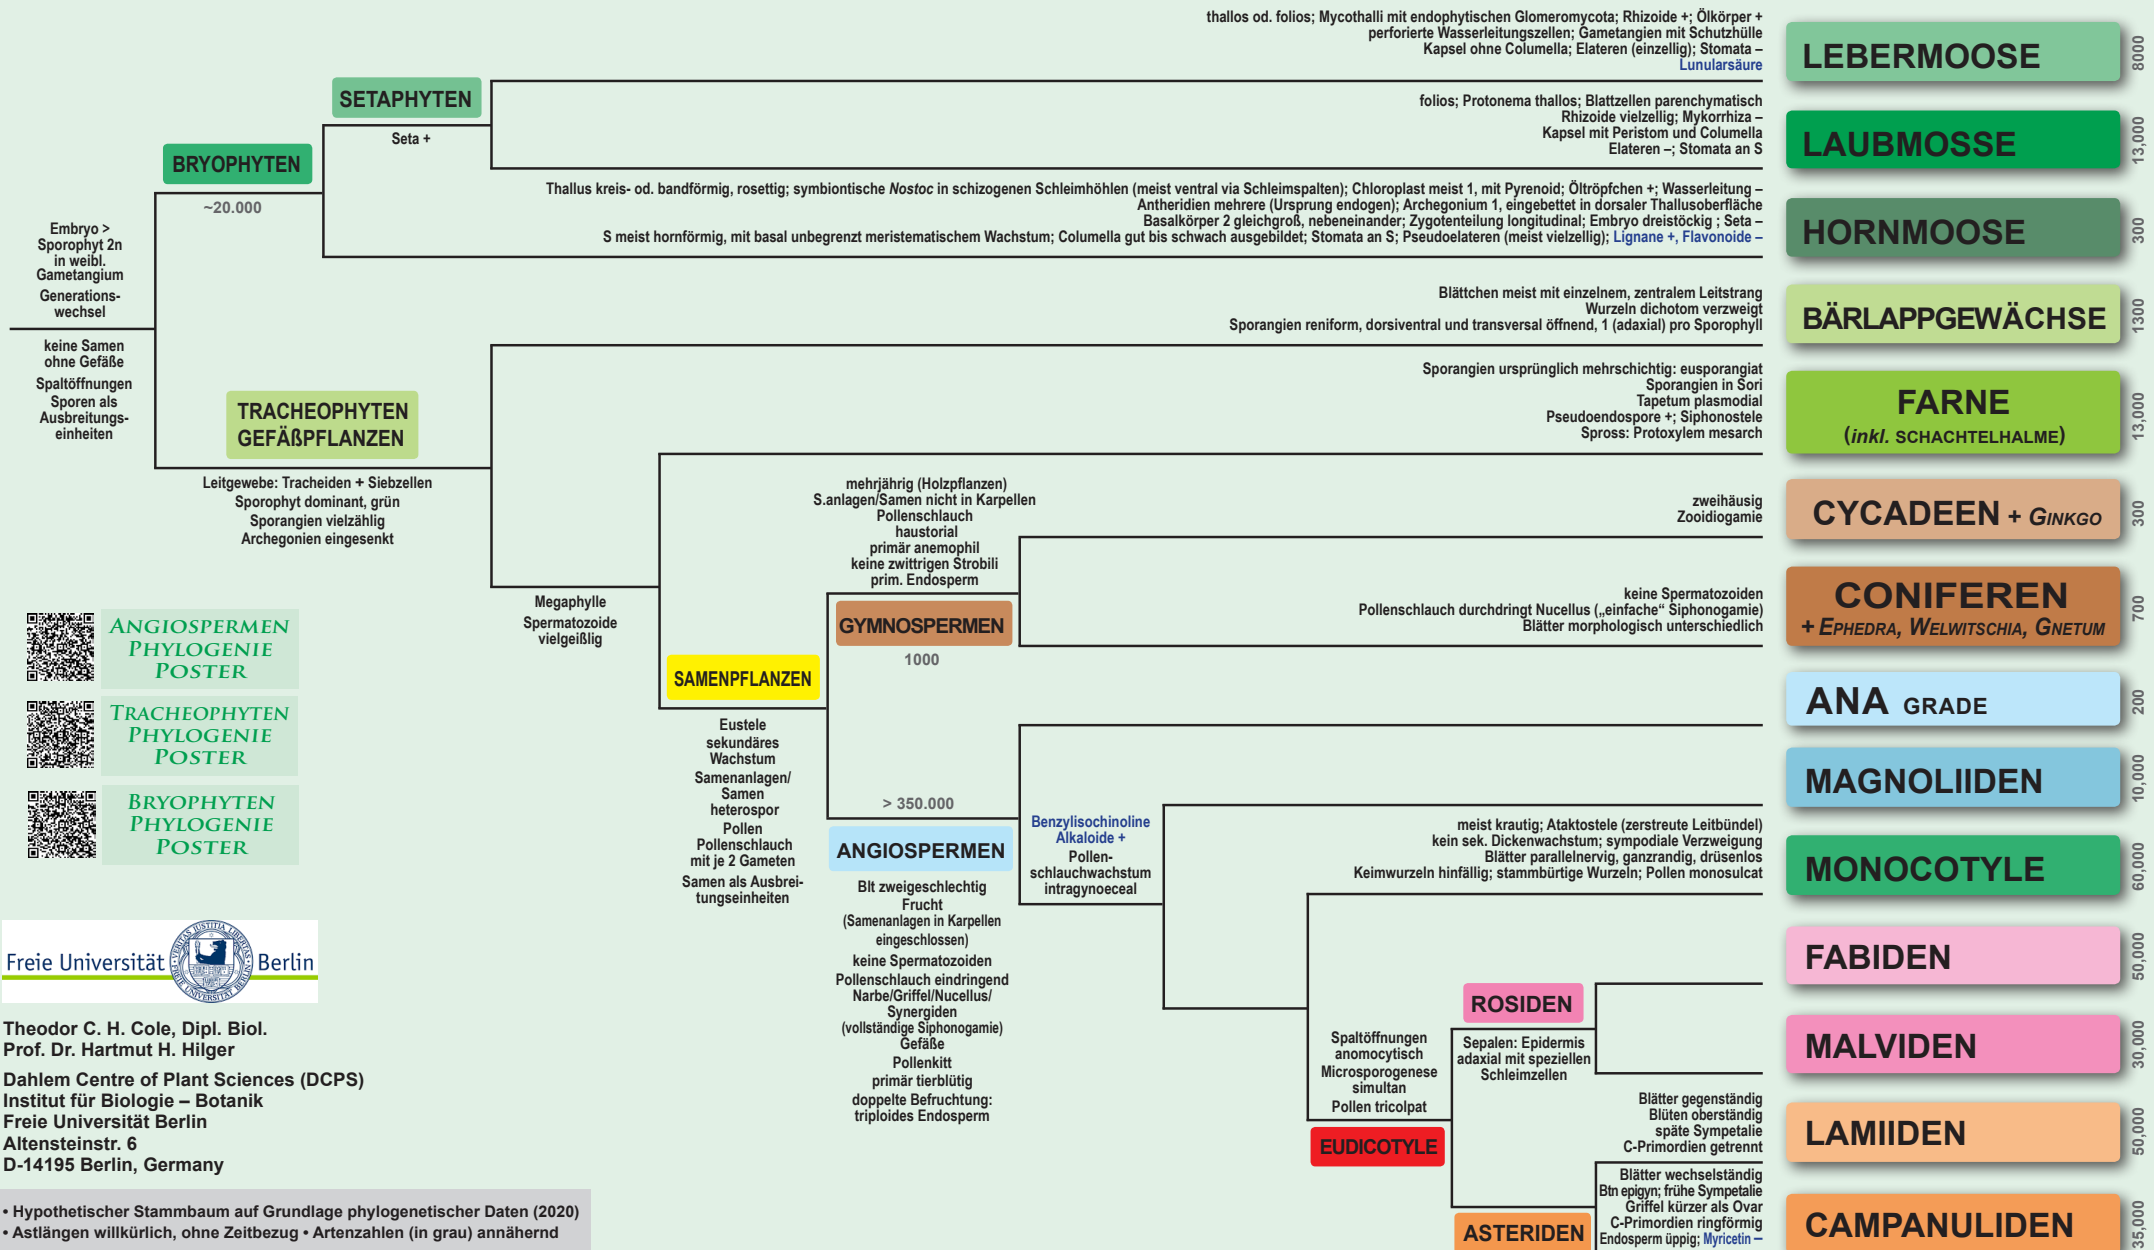 thallos od. folios; Mycothalli mit endophytischen Glomeromycota; Rhizoide +; Ölkörper +
perforierte Wasserleitungszellen; Gametangien mit Schutzhülle
Kapsel ohne Columella; Elateren (einzellig); Stomata –
Lunularsäure
LEBERMOOSE
8000
SETAPHYTEN
Seta +
folios; Protonema thallos; Blattzellen parenchymatisch
Rhizoide vielzellig; Mykorrhiza –
Kapsel mit Peristom und Columella
Elateren –; Stomata an S
LAUBMOSSE
13,000
BRYOPHYTEN
~20.000
Thallus kreis- od. bandförmig, rosettig; symbiontische Nostoc in schizogenen Schleimhöhlen (meist ventral via Schleimspalten); Chloroplast meist 1, mit Pyrenoid; Öltröpfchen +; Wasserleitung –
Antheridien mehrere (Ursprung endogen); Archegonium 1, eingebettet in dorsaler Thallusoberfläche
Basalkörper 2 gleichgroß, nebeneinander; Zygotenteilung longitudinal; Embryo dreistöckig ; Seta –
S meist hornförmig, mit basal unbegrenzt meristematischem Wachstum; Columella gut bis schwach ausgebildet; Stomata an S; Pseudoelateren (meist vielzellig); Lignane +, Flavonoide –
HORNMOOSE
300
Embryo >
Sporophyt 2n
in weibl.
Gametangium
Generations-
wechsel
keine Samen
ohne Gefäße
Spaltöffnungen
Sporen als
Ausbreitungs-
einheiten
Blättchen meist mit einzelnem, zentralem Leitstrang
Wurzeln dichotom verzweigt
Sporangien reniform, dorsiventral und transversal öffnend, 1 (adaxial) pro Sporophyll
BÄRLAPPGEWÄCHSE
1300
TRACHEOPHYTEN
GEFÄßPFLANZEN
Leitgewebe: Tracheiden + Siebzellen
Sporophyt dominant, grün
Sporangien vielzählig
Archegonien eingesenkt
Sporangien ursprünglich mehrschichtig: eusporangiat
Sporangien in Sori
Tapetum plasmodial
Pseudoendospore +; Siphonostele
Spross: Protoxylem mesarch
FARNE
(inkl. SCHACHTELHALME)
13,000
Megaphylle
Spermatozoide
vielgeißlig
mehrjährig (Holzpflanzen)
S.anlagen/Samen nicht in Karpellen
Pollenschlauch
haustorial
primär anemophil
keine zwittrigen Strobili
prim. Endosperm
GYMNOSPERMEN
1000
zweihäusig
Zooidiogamie
CYCADEEN + GINKGO
300
keine Spermatozoiden
Pollenschlauch durchdringt Nucellus („einfache“ Siphonogamie)
Blätter morphologisch unterschiedlich
CONIFEREN
+ EPHEDRA, WELWITSCHIA, GNETUM
700
SAMENPFLANZEN
Eustele
sekundäres
Wachstum
Samenanlagen/
Samen
heterospor
Pollen
Pollenschlauch
mit je 2 Gameten
Samen als Ausbrei-
tungseinheiten
ANA GRADE
200
> 350.000
ANGIOSPERMEN
Blt zweigeschlechtig
Frucht
(Samenanlagen in Karpellen
eingeschlossen)
keine Spermatozoiden
Pollenschlauch eindringend
Narbe/Griffel/Nucellus/
Synergiden
(vollständige Siphonogamie)
Gefäße
Pollenkitt
primär tierblütig
doppelte Befruchtung:
triploides Endosperm
Benzylisochinoline
Alkaloide +
Pollen-
schlauchwachstum
intragynoeceal
MAGNOLIIDEN
10,000
meist krautig; Ataktostele (zerstreute Leitbündel)
kein sek. Dickenwachstum; sympodiale Verzweigung
Blätter parallelnervig, ganzrandig, drüsenlos
Keimwurzeln hinfällig; stammbürtige Wurzeln; Pollen monosulcat
MONOCOTYLE
60,000
Spaltöffnungen
anomocytisch
Microsporogenese
simultan
Pollen tricolpat
EUDICOTYLE
ROSIDEN
Sepalen: Epidermis
adaxial mit speziellen
Schleimzellen
FABIDEN
50,000
MALVIDEN
30,000
Blätter gegenständig
Blüten oberständig
späte Sympetalie
C-Primordien getrennt
LAMIIDEN
50,000
ASTERIDEN
Blätter wechselständig
Btn epigyn; frühe Sympetalie
Griffel kürzer als Ovar
C-Primordien ringförmig
Endosperm üppig; Myricetin –
CAMPANULIDEN
35,000
ANGIOSPERMEN
PHYLOGENIE
POSTER
TRACHEOPHYTEN
PHYLOGENIE
POSTER
BRYOPHYTEN
PHYLOGENIE
POSTER
Freie Universität Berlin
Theodor C. H. Cole, Dipl. Biol.
Prof. Dr. Hartmut H. Hilger
Dahlem Centre of Plant Sciences (DCPS)
Institut für Biologie – Botanik
Freie Universität Berlin
Altensteinstr. 6
D-14195 Berlin, Germany
• Hypothetischer Stammbaum auf Grundlage phylogenetischer Daten (2020)
• Astlängen willkürlich, ohne Zeitbezug • Artenzahlen (in grau) annähernd